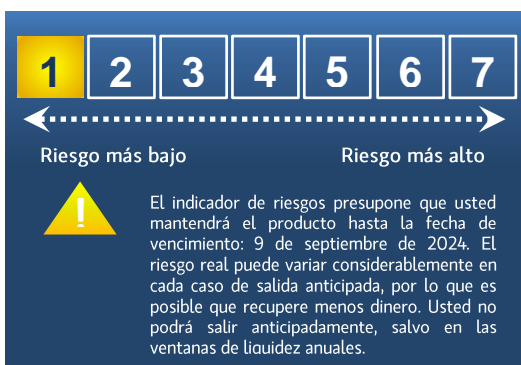 1 2 3 4 5 6 7
Riesgo más bajo Riesgo más alto
!
El indicador de riesgos presupone que usted
mantendrá el producto hasta la fecha de
vencimiento: 9 de septiembre de 2024. El
riesgo real puede variar considerablemente en
cada caso de salida anticipada, por lo que es
posible que recupere menos dinero. Usted no
podrá salir anticipadamente, salvo en las
ventanas de liquidez anuales.